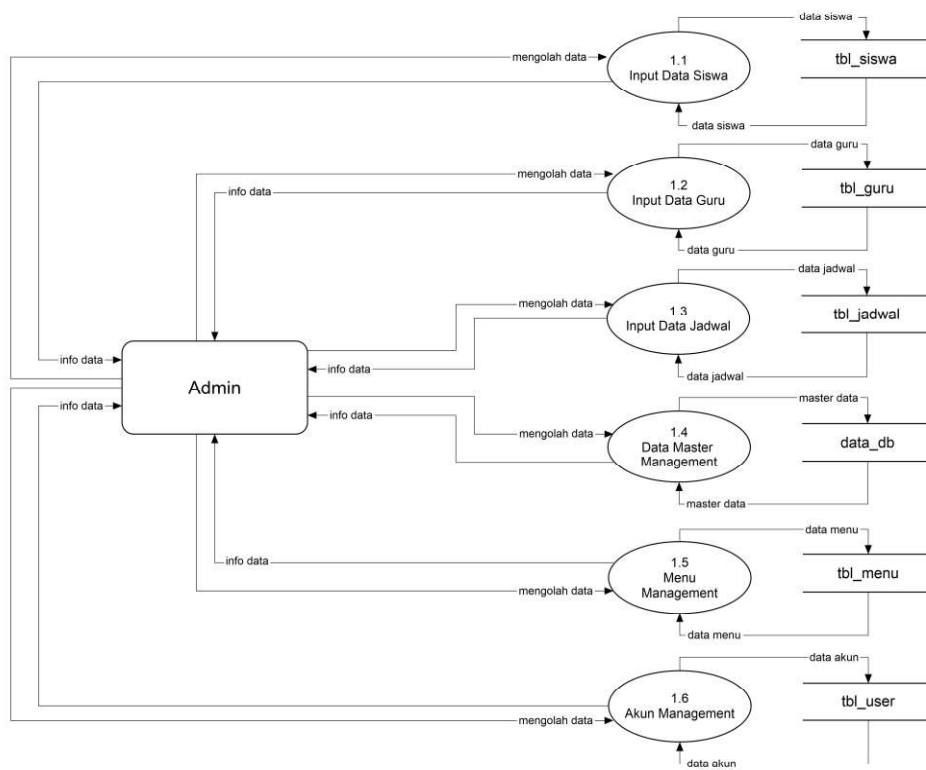 data siswa
mengolah data
1.1
Input Data Siswa
tbl_siswa
data siswa
data guru
mengolah data
info data
1.2
Input Data Guru
tbl_guru
data guru
data jadwal
mengolah data
1.3
Input Data Jadwal
tbl_jadwal
info data
info data
data jadwal
Admin
master data
info data
info data
mengolah data
1.4
Data Master
Management
data_db
master data
data menu
info data
1.5
Menu
Management
tbl_menu
mengolah data
data menu
data akun
1.6
Akun Management
tbl_user
mengolah data
data akun